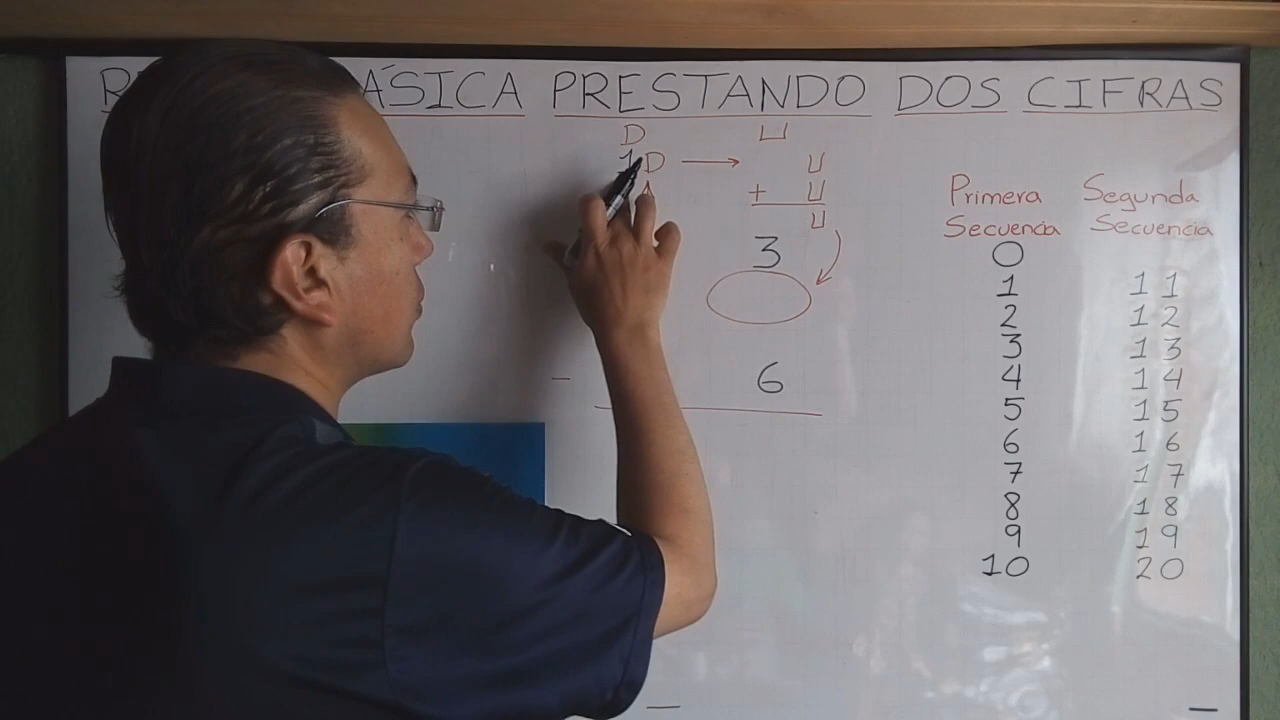 ÁSICA PRESTANDO DOS CIFRAS
D U
1D → U
+ U
U
3
- 6
Primera Segunda
Secuencia Secuencia
0
1 11
2 12
3 13
4 14
5 15
6 16
7 17
8 18
9 19
10 20